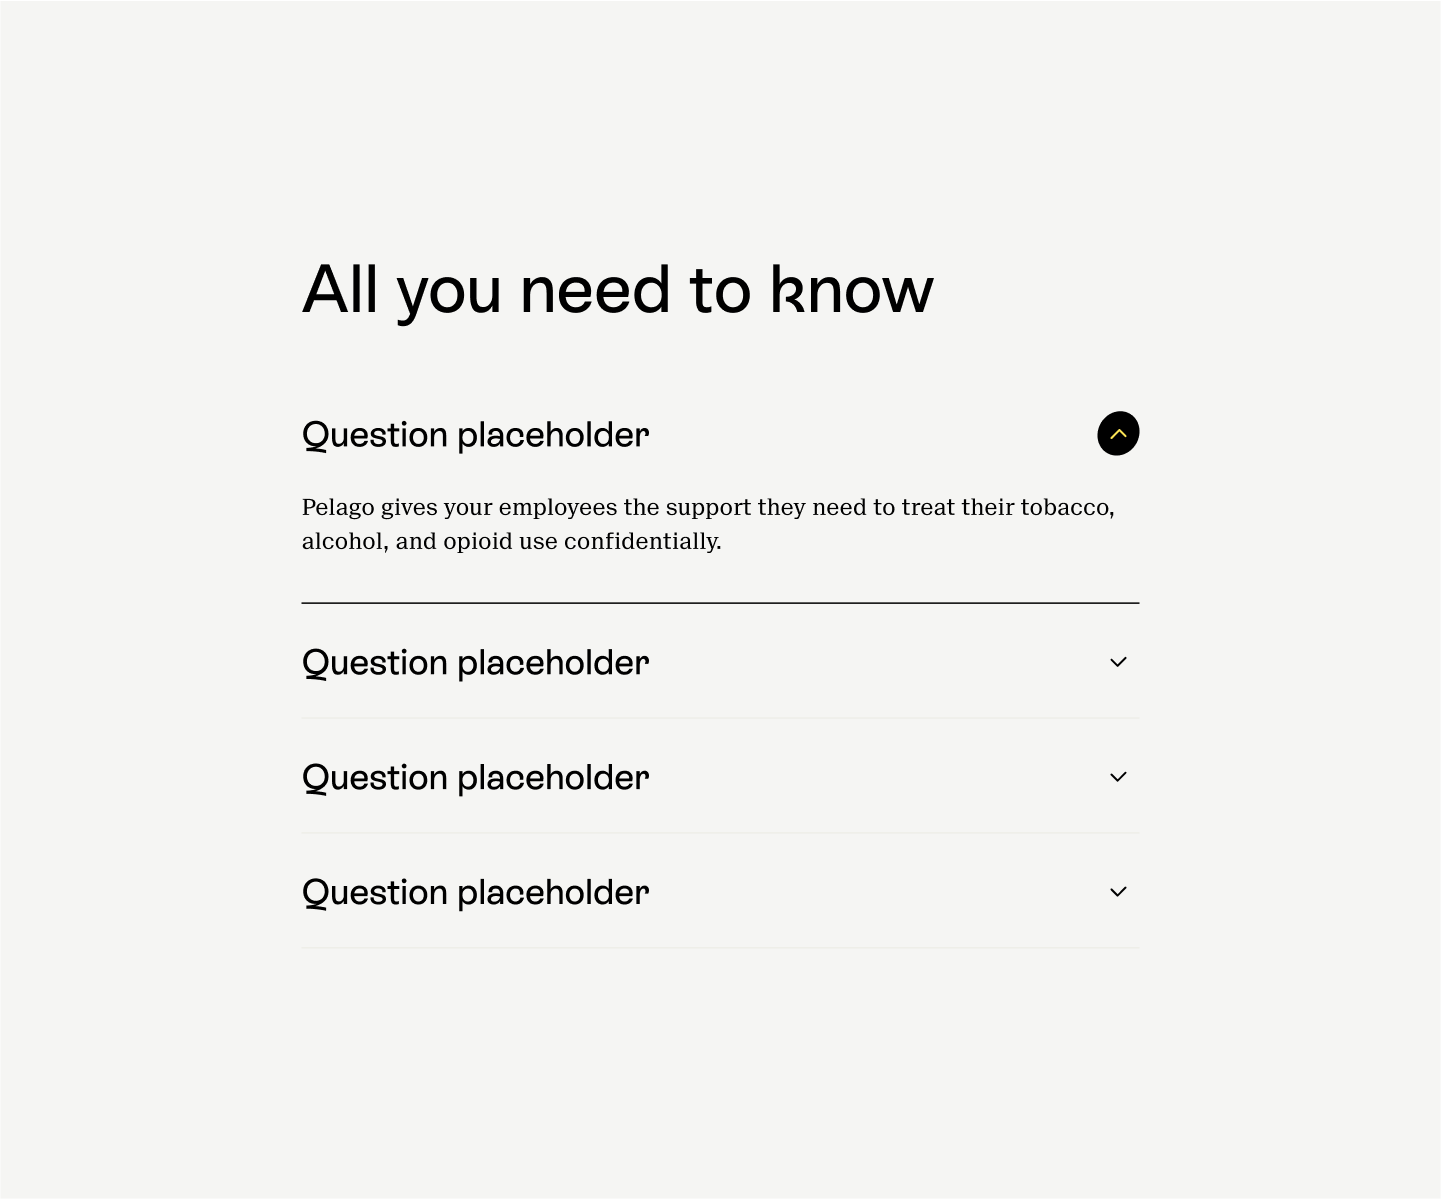 All you need to know
Question placeholder
Pelago gives your employees the support they need to treat their tobacco,
alcohol, and opioid use confidentially.
Question placeholder
Question placeholder
Question placeholder